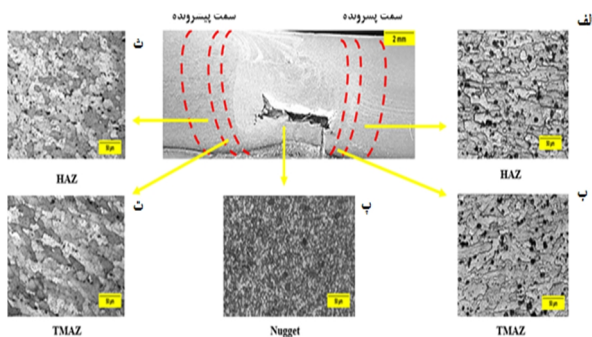 سمت پسرونده
سمت پیشرونده
الف
ث
2 mm
HAZ
HAZ
ب
پ
ت
TMAZ
Nugget
TMAZ